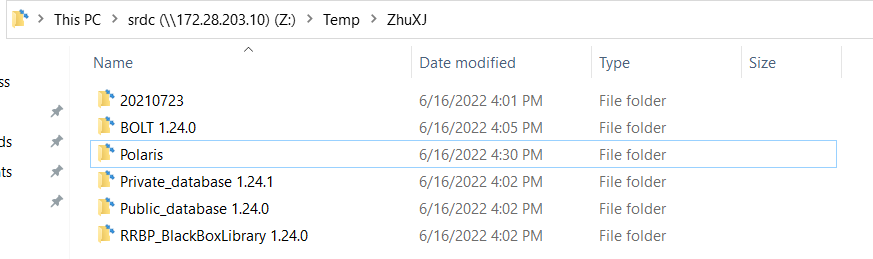 This PC > srdc (\\172.28.203.10) (Z:) > Temp > ZhuXJ
Name Date modified Type Size
ss
20210723 6/16/2022 4:01 PM File folder
BOLT 1.24.0 6/16/2022 4:05 PM File folder
ds
Polaris 6/16/2022 4:30 PM File folder
nts
Private_database 1.24.1 6/16/2022 4:02 PM File folder
Public_database 1.24.0 6/16/2022 4:02 PM File folder
RRBP_BlackBoxLibrary 1.24.0 6/16/2022 4:02 PM File folder